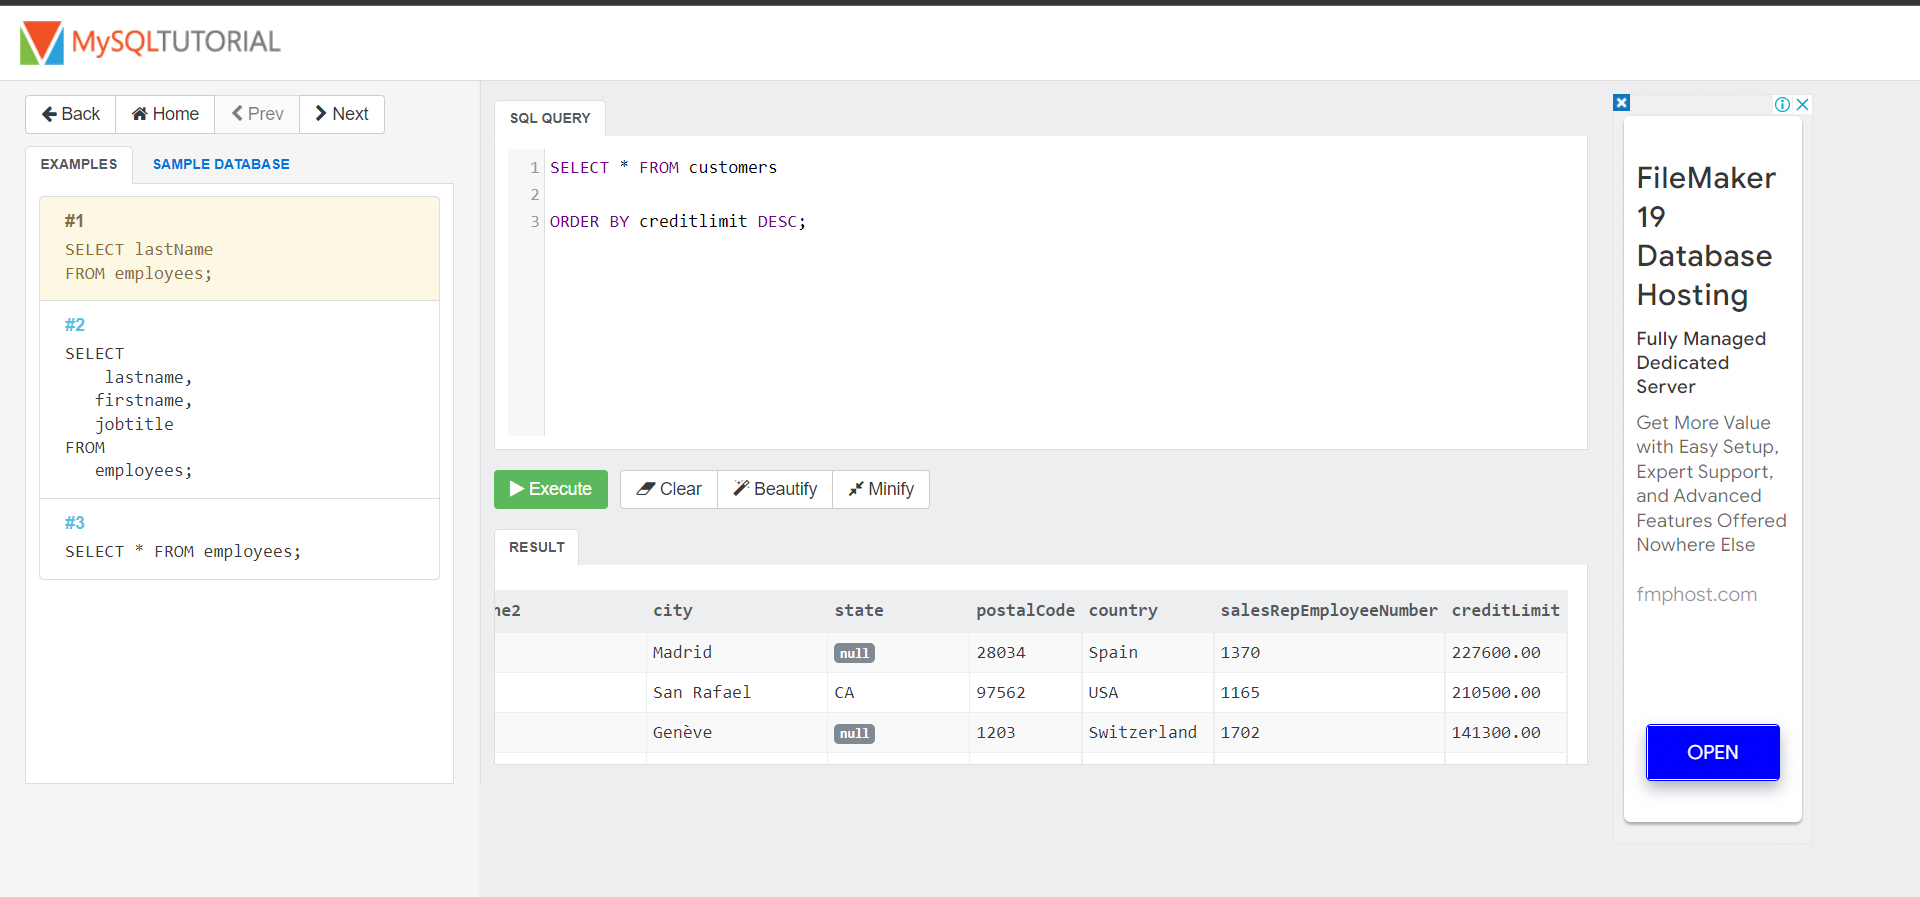 MySQLTUTORIAL
Back Home Prev Next
EXAMPLES SAMPLE DATABASE
#1
SELECT lastName
FROM employees;
#2
SELECT
lastname,
firstname,
jobtitle
FROM
employees;
#3
SELECT * FROM employees;
SQL QUERY
1 SELECT * FROM customers
2
3 ORDER BY creditlimit DESC;
Execute Clear Beautify Minify
RESULT
ne2 city state postalCode country salesRepEmployeeNumber creditLimit
Madrid null 28034 Spain 1370 227600.00
San Rafael CA 97562 USA 1165 210500.00
Genève null 1203 Switzerland 1702 141300.00
FileMaker
19
Database
Hosting
Fully Managed
Dedicated
Server
Get More Value
with Easy Setup,
Expert Support,
and Advanced
Features Offered
Nowhere Else
fmphost.com
OPEN